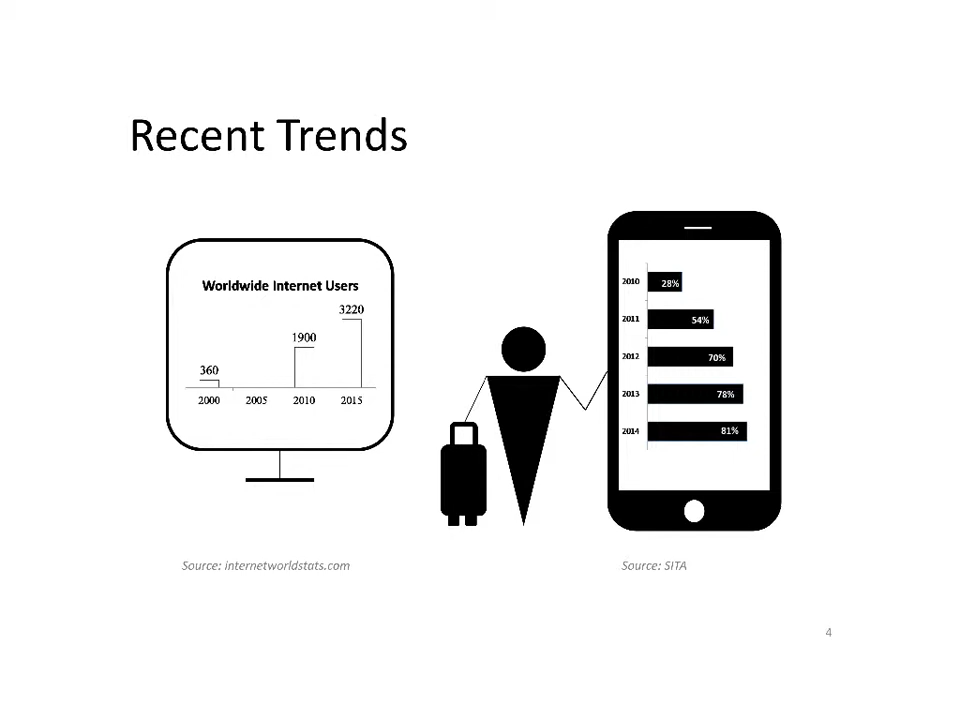 Recent Trends
Worldwide Internet Users
3220
1900
360
2000 2005 2010 2015
2010 28%
2011 54%
2012 70%
2013 78%
2014 81%
Source: internetworldstats.com
Source: SITA
4